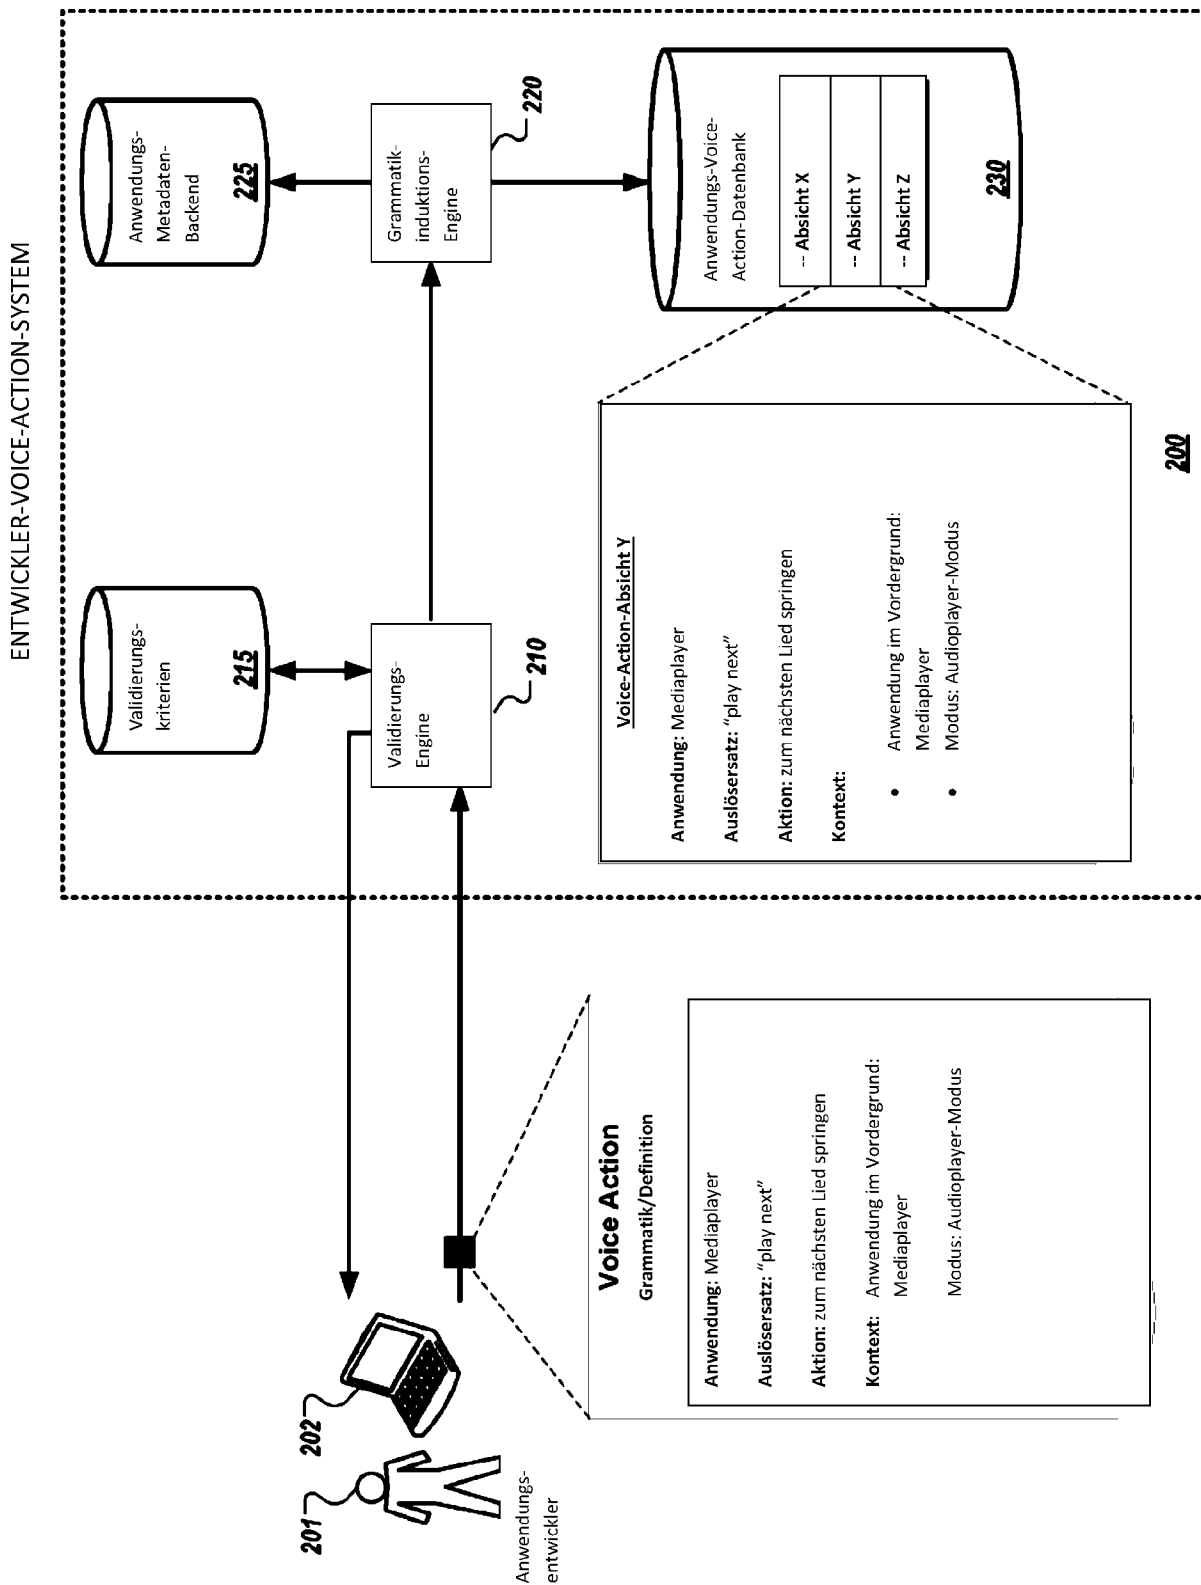 ENTWICKLER-VOICE-ACTION-SYSTEM
201
202
Anwendungs-
entwickler
Validierungs-
kriterien
215
Validierungs-
Engine
210
Anwendungs-
Metadaten-
Backend
225
Grammatik-
induktions-
Engine
220
Anwendungs-Voice-
Action-Datenbank
-- Absicht X
-- Absicht Y
-- Absicht Z
230
Voice Action
Grammatik/Definition
Anwendung: Mediaplayer
Auslösersatz: “play next”
Aktion: zum nächsten Lied springen
Kontext: Anwendung im Vordergrund:
Mediaplayer
Modus: Audioplayer-Modus
Voice-Action-Absicht Y
Anwendung: Mediaplayer
Auslösersatz: “play next”
Aktion: zum nächsten Lied springen
Kontext:
• Anwendung im Vordergrund:
Mediaplayer
• Modus: Audioplayer-Modus
200